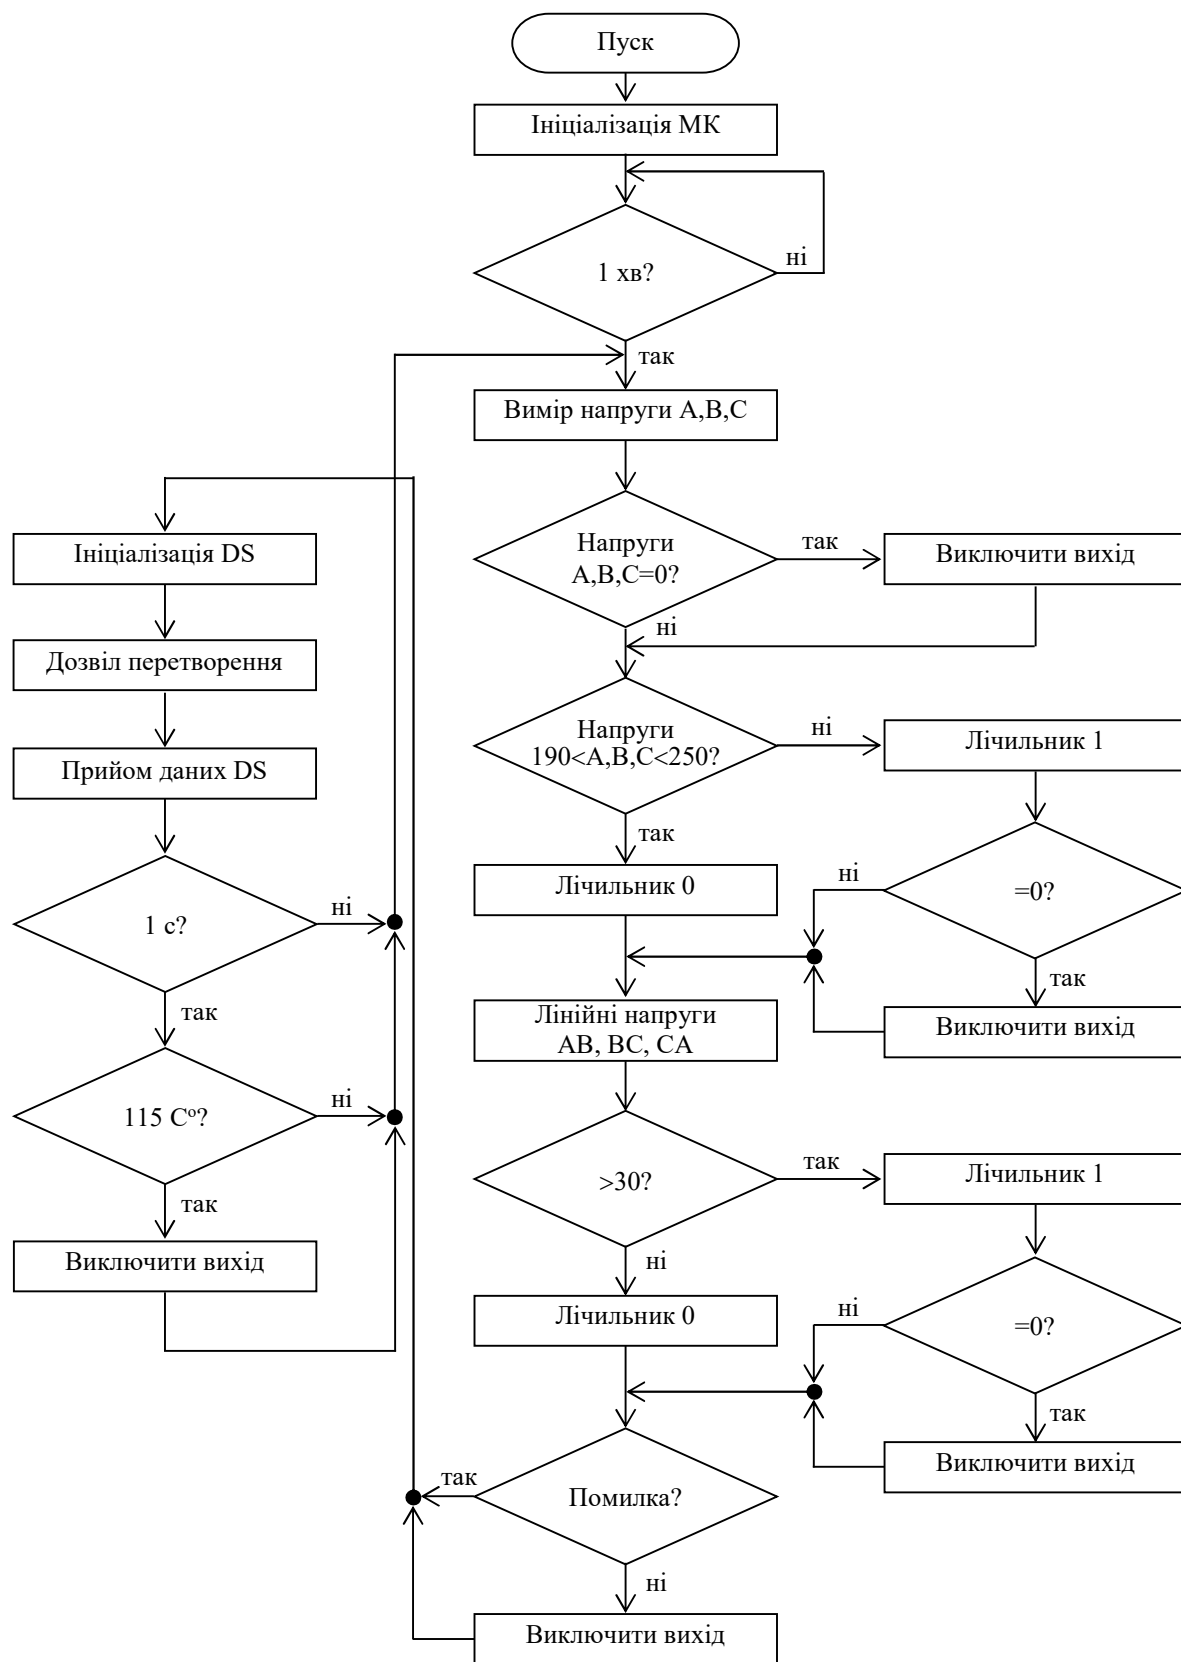 Пуск
Ініціалізація МК
1 хв?
ні
так
Вимір напруги А,В,С
Напруги
А,В,С=0?
так
Виключити вихід
ні
Напруги
190<А,В,С<250?
ні
Лічильник 1
так
Лічильник 0
=0?
ні
так
Виключити вихід
Лінійні напруги
АВ, ВС, СА
>30?
так
Лічильник 1
ні
Лічильник 0
=0?
ні
так
Виключити вихід
Помилка?
так
ні
Виключити вихід
Ініціалізація DS
Дозвіл перетворення
Прийом даних DS
1 с?
ні
так
115 Сº?
ні
так
Виключити вихід